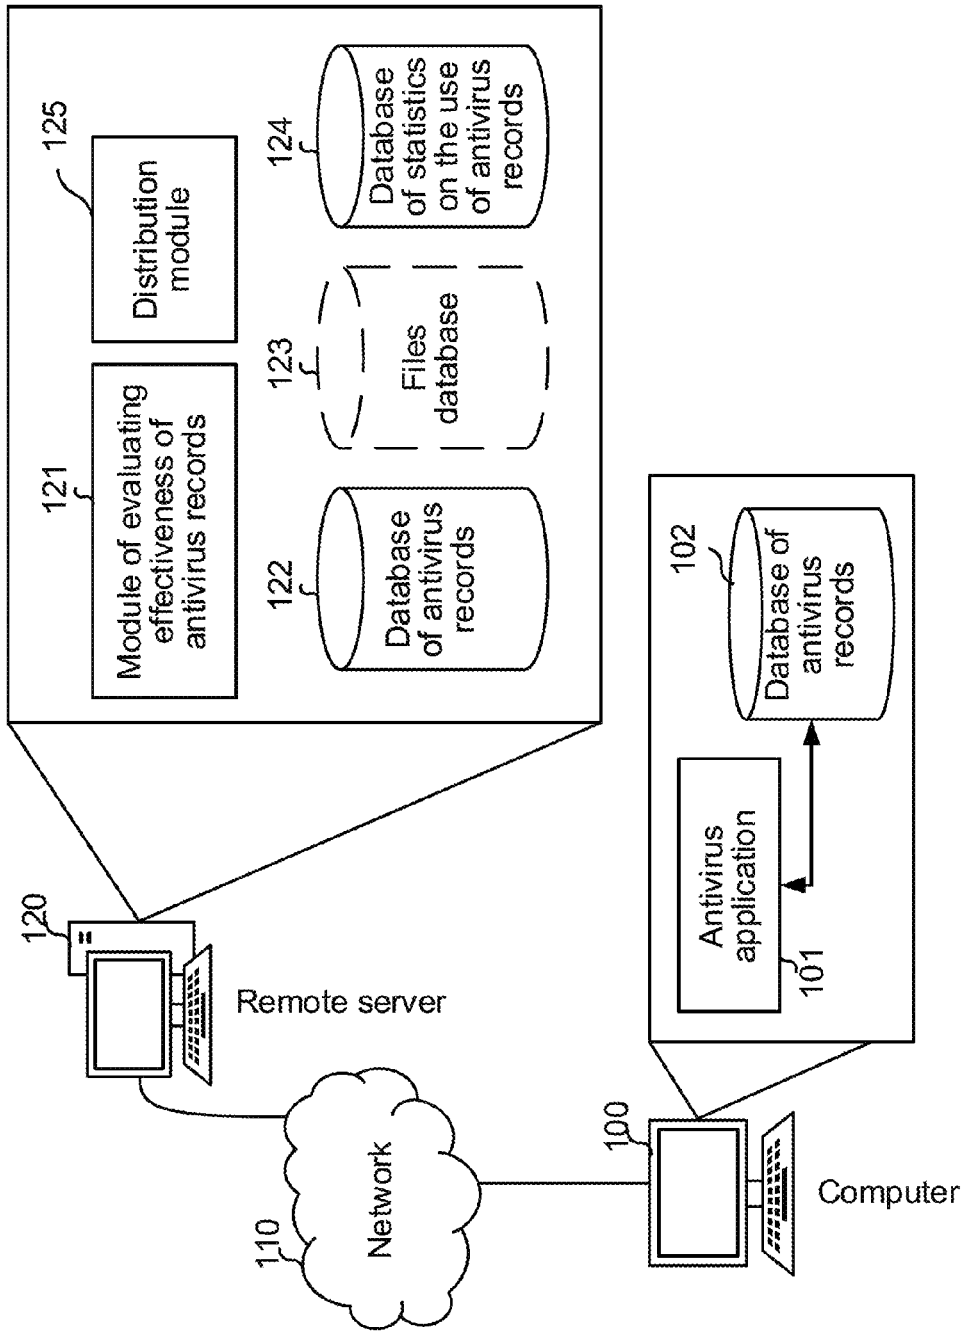 120
Remote server
110
Network
100
Computer
121
Module of evaluating
effectiveness of
antivirus records
125
Distribution
module
122
Database
of antivirus
records
123
Files
database
124
Database
of statistics
on the use
of antivirus
records
101
Antivirus
application
102
Database of
antivirus
records